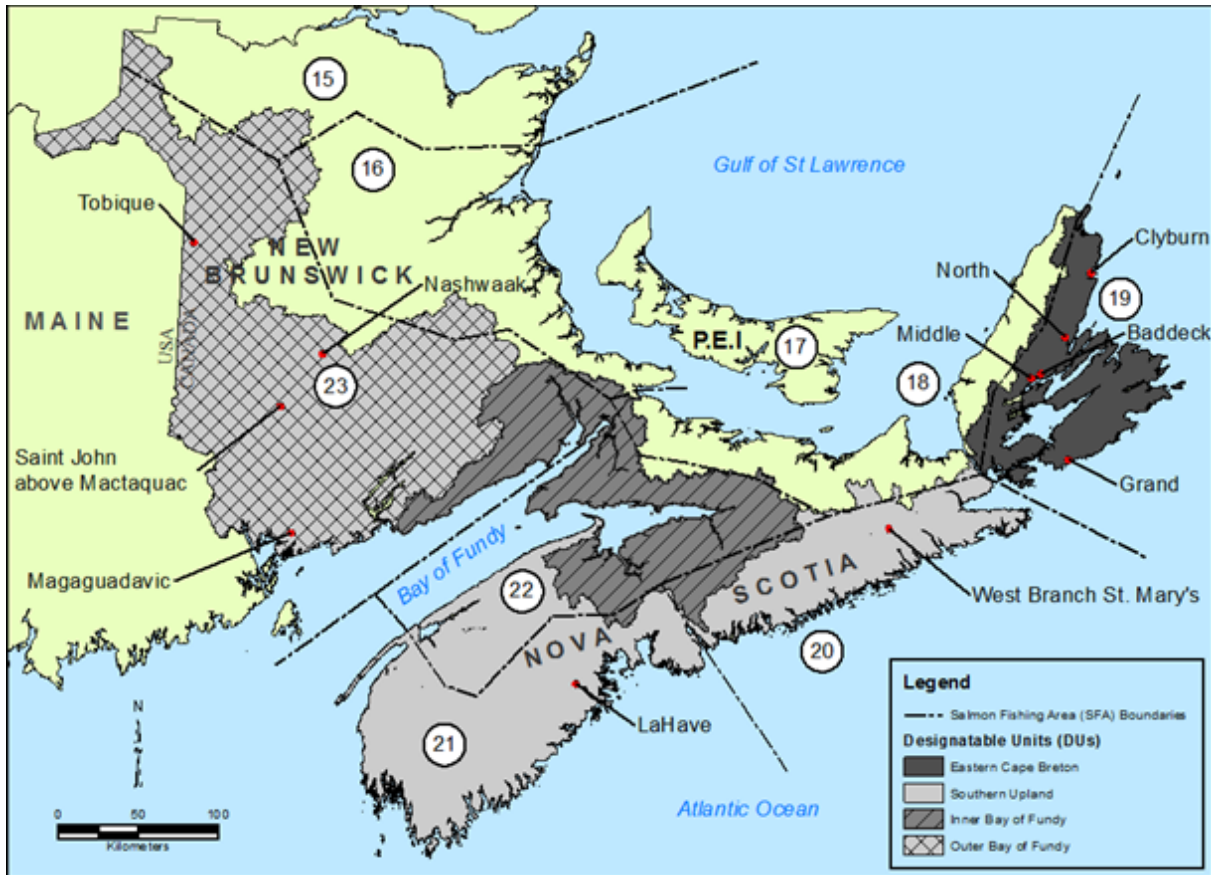 15
16
Gulf of St Lawrence
Tobique
NEW
BRUNSWICK
Nashwaak
MAINE
USA
CANADA
23
P.E.I
17
18
North
Clyburn
19
Middle
Baddeck
Saint John
above Mactaquac
Grand
Magaguadavic
Bay of Fundy
22
NOVA
SCOTIA
West Branch St. Mary's
20
LaHave
21
Atlantic Ocean
N
0 50 100
Kilometers
Legend
Salmon Fishing Area (SFA) Boundaries
Designatable Units (DUs)
Eastern Cape Breton
Southern Upland
Inner Bay of Fundy
Outer Bay of Fundy